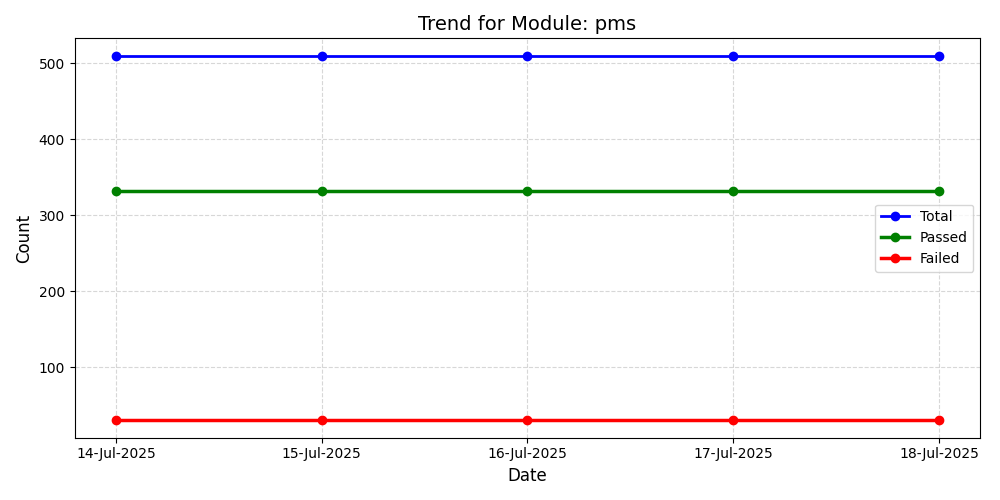 Trend for Module: pms
Count
500
400
300
200
100
Total
Passed
Failed
14-Jul-2025 15-Jul-2025 16-Jul-2025 17-Jul-2025 18-Jul-2025
Date